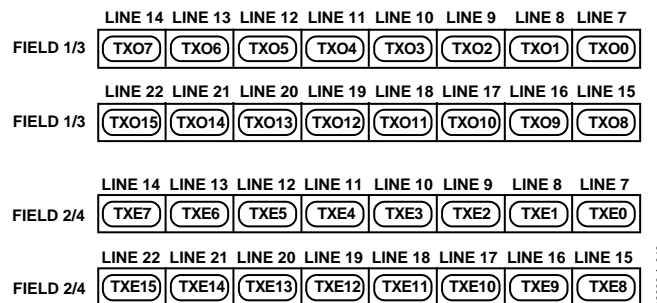 LINE 14 LINE 13 LINE 12 LINE 11 LINE 10 LINE 9 LINE 8 LINE 7
FIELD 1/3 TXO7 TXO6 TXO5 TXO4 TXO3 TXO2 TXO1 TXO0
LINE 22 LINE 21 LINE 20 LINE 19 LINE 18 LINE 17 LINE 16 LINE 15
FIELD 1/3 TXO15 TXO14 TXO13 TXO12 TXO11 TXO10 TXO9 TXO8
LINE 14 LINE 13 LINE 12 LINE 11 LINE 10 LINE 9 LINE 8 LINE 7
FIELD 2/4 TXE7 TXE6 TXE5 TXE4 TXE3 TXE2 TXE1 TXE0
LINE 22 LINE 21 LINE 20 LINE 19 LINE 18 LINE 17 LINE 16 LINE 15
FIELD 2/4 TXE15 TXE14 TXE13 TXE12 TXE11 TXE10 TXE9 TXE8